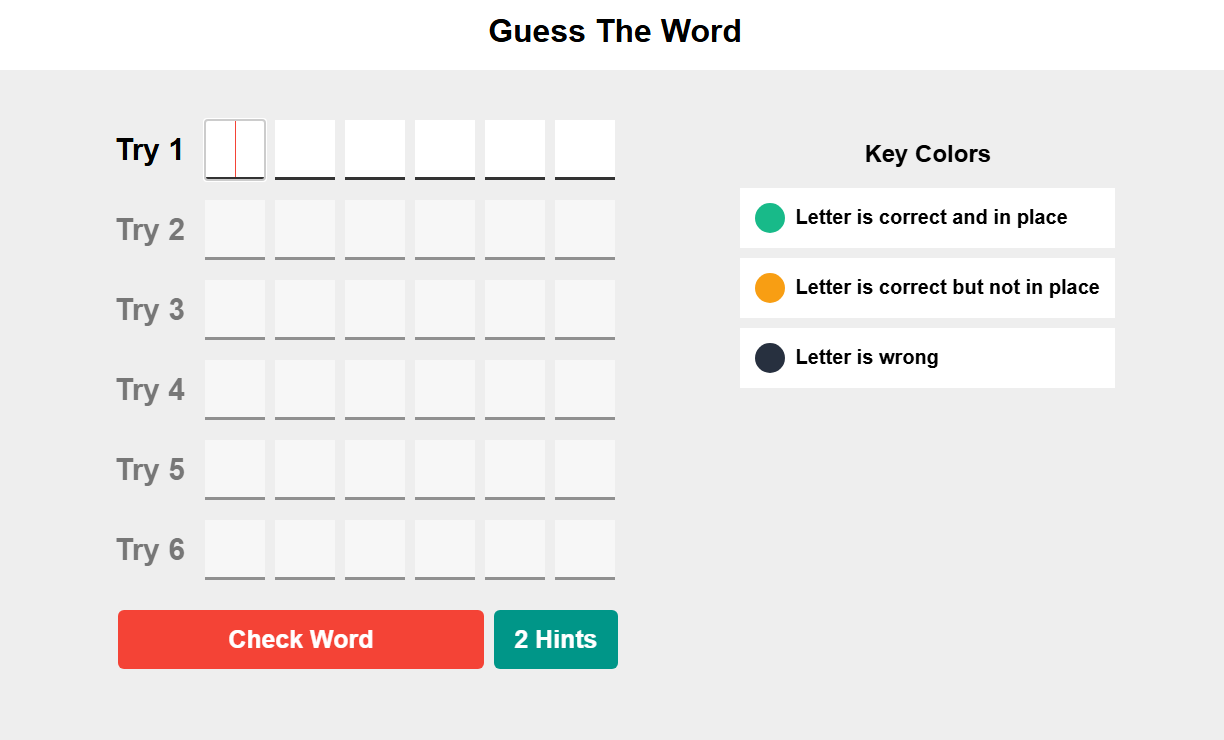 Guess The Word
Try 1
Try 2
Try 3
Try 4
Try 5
Try 6
Check Word
2 Hints
Key Colors
Letter is correct and in place
Letter is correct but not in place
Letter is wrong